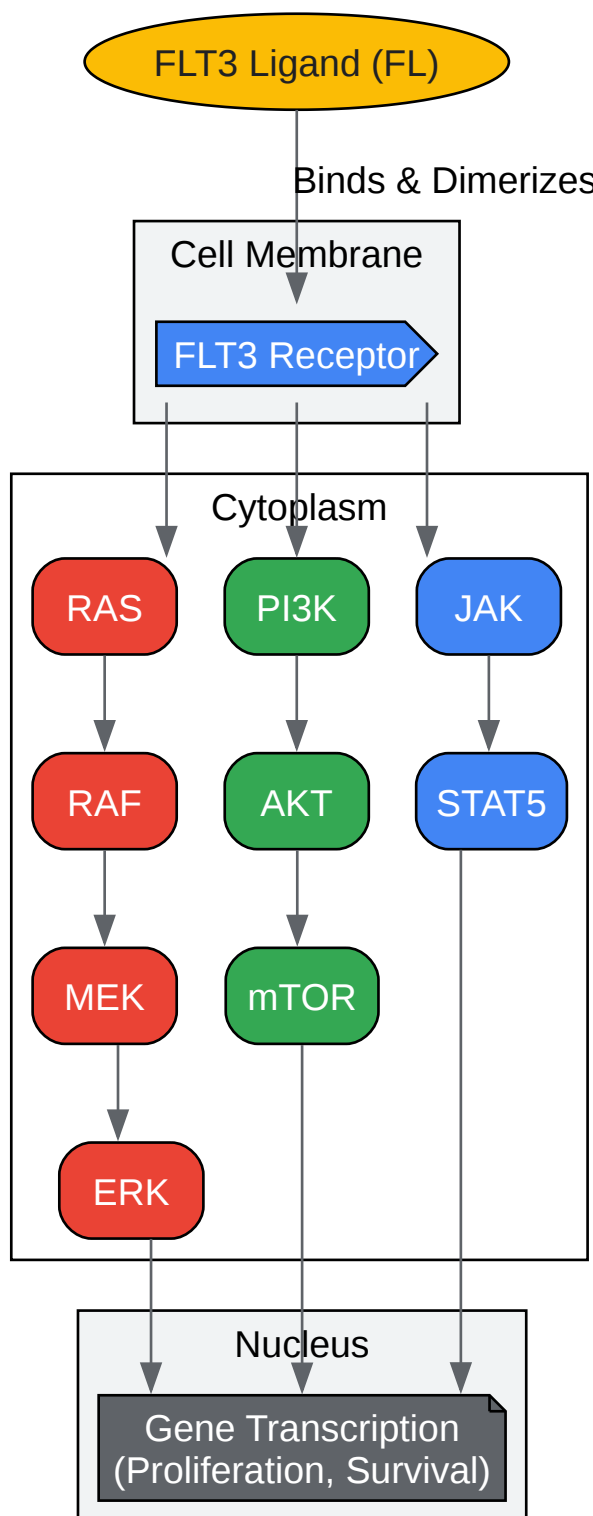 FLT3 Ligand (FL)
Binds & Dimerizes
Cell Membrane
FLT3 Receptor
Cytoplasm
RAS
PI3K
JAK
RAF
AKT
STAT5
MEK
mTOR
ERK
Nucleus
Gene Transcription
(Proliferation, Survival)